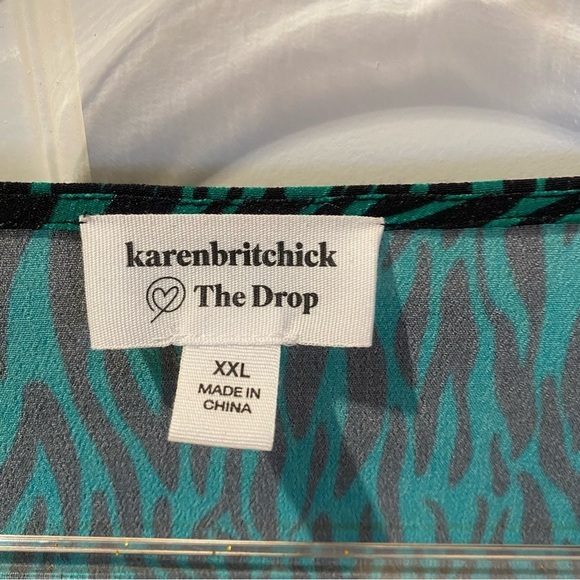 karenbritchick
The Drop
XXL
MADE IN
CHINA